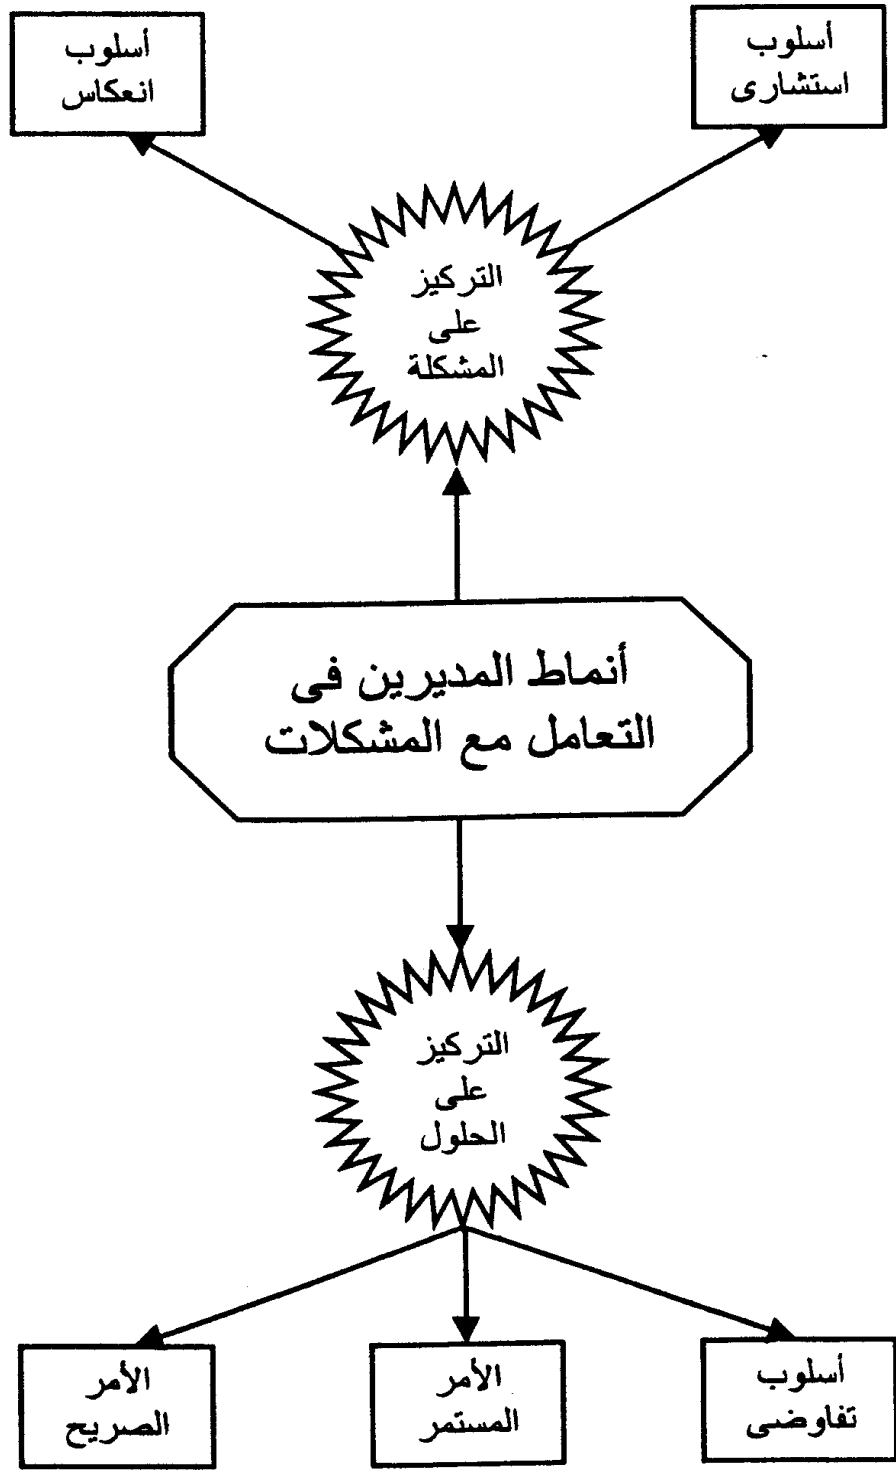 أسلوب
استشارى
أسلوب
انعكاس
التركيز
على
المشكلة
أنماط المديرين فى
التعامل مع المشكلات
التركيز
على
الحلول
أسلوب
تفاوضى
الأمر
المستمر
الأمر
الصريح